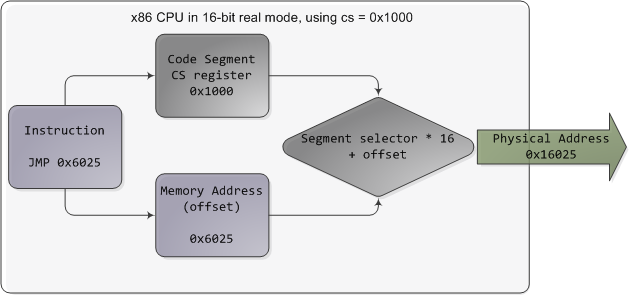 x86 CPU in 16-bit real mode, using cs = 0x1000
Code Segment
CS register
0x1000
Instruction
JMP 0x6025
Segment selector * 16
+ offset
Physical Address
0x16025
Memory Address
(offset)
0x6025